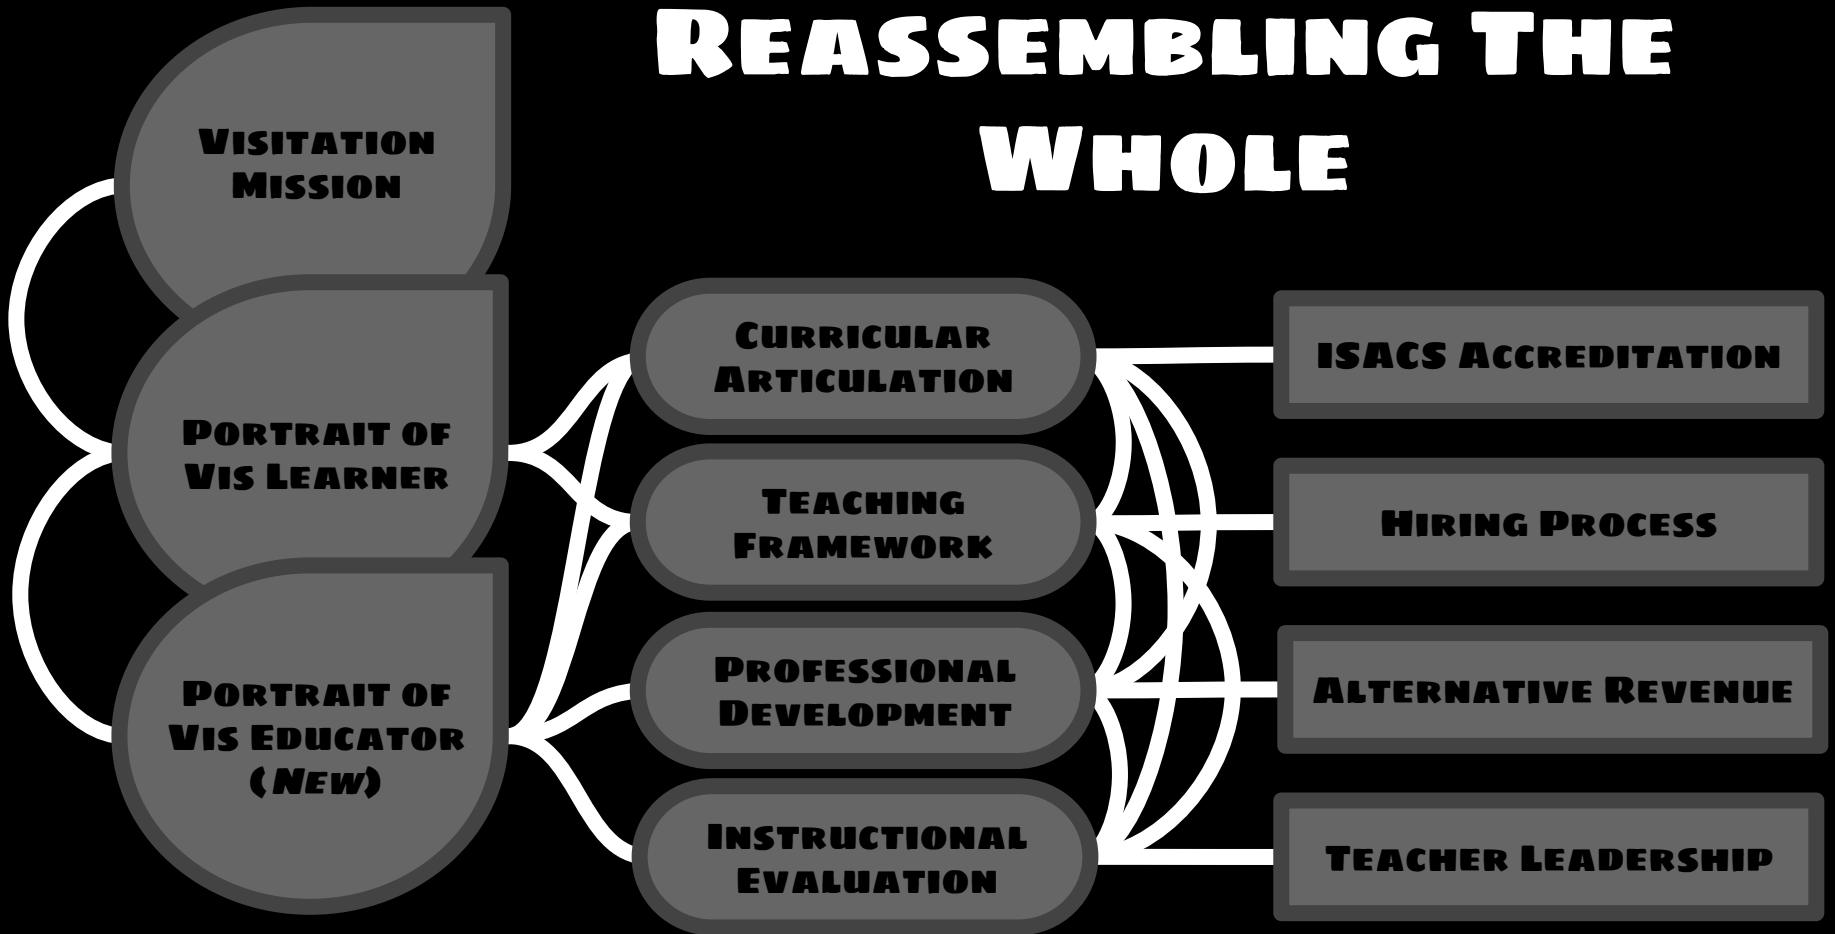 Reassembling The
Whole
Visitation
Mission
Portrait of
Vis Learner
Portrait of
Vis Educator
(New)
Curricular
Articulation
Teaching
Framework
Professional
Development
Instructional
Evaluation
ISACS Accreditation
Hiring Process
Alternative Revenue
Teacher Leadership